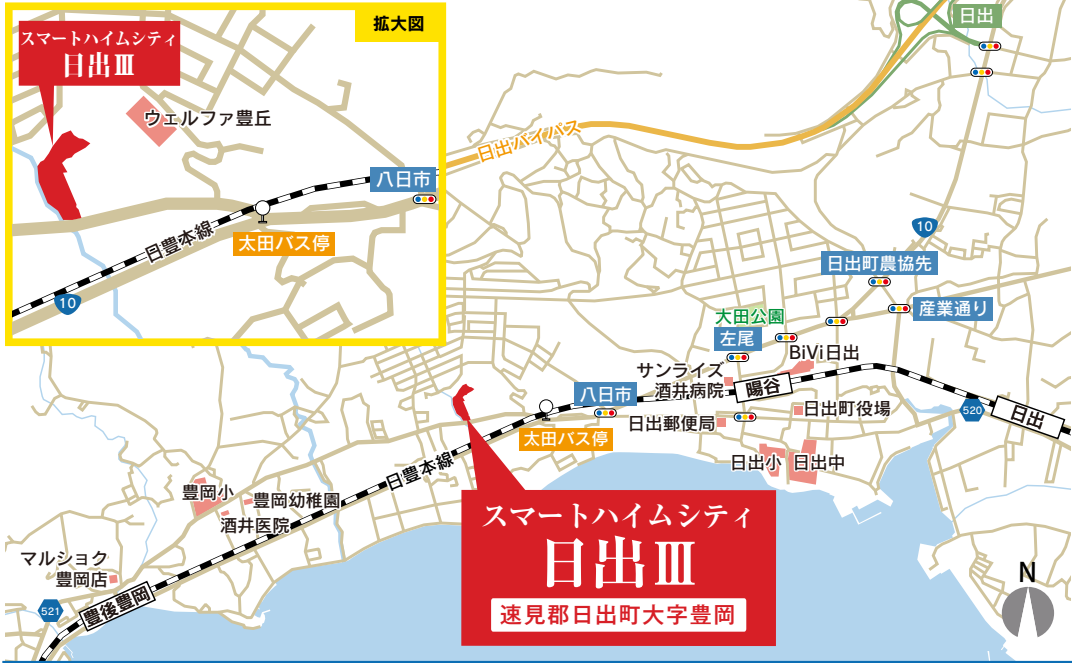 拡大図
スマートハイムシティ
日出Ⅲ
ウェルファ豊丘
八日市
日豊本線
太田バス停
10
日出
日出バイパス
10
日出町農協先
産業通り
大田公園
左尾
BiVi日出
サンライズ
酒井病院
暘谷
八日市
日出町役場
520
日出
日出郵便局
太田バス停
日豊本線
日出小
日出中
豊岡小
豊岡幼稚園
酒井医院
スマートハイムシティ
日出Ⅲ
速見郡日出町大字豊岡
マルショク
豊岡店
豊後豊岡
521
N